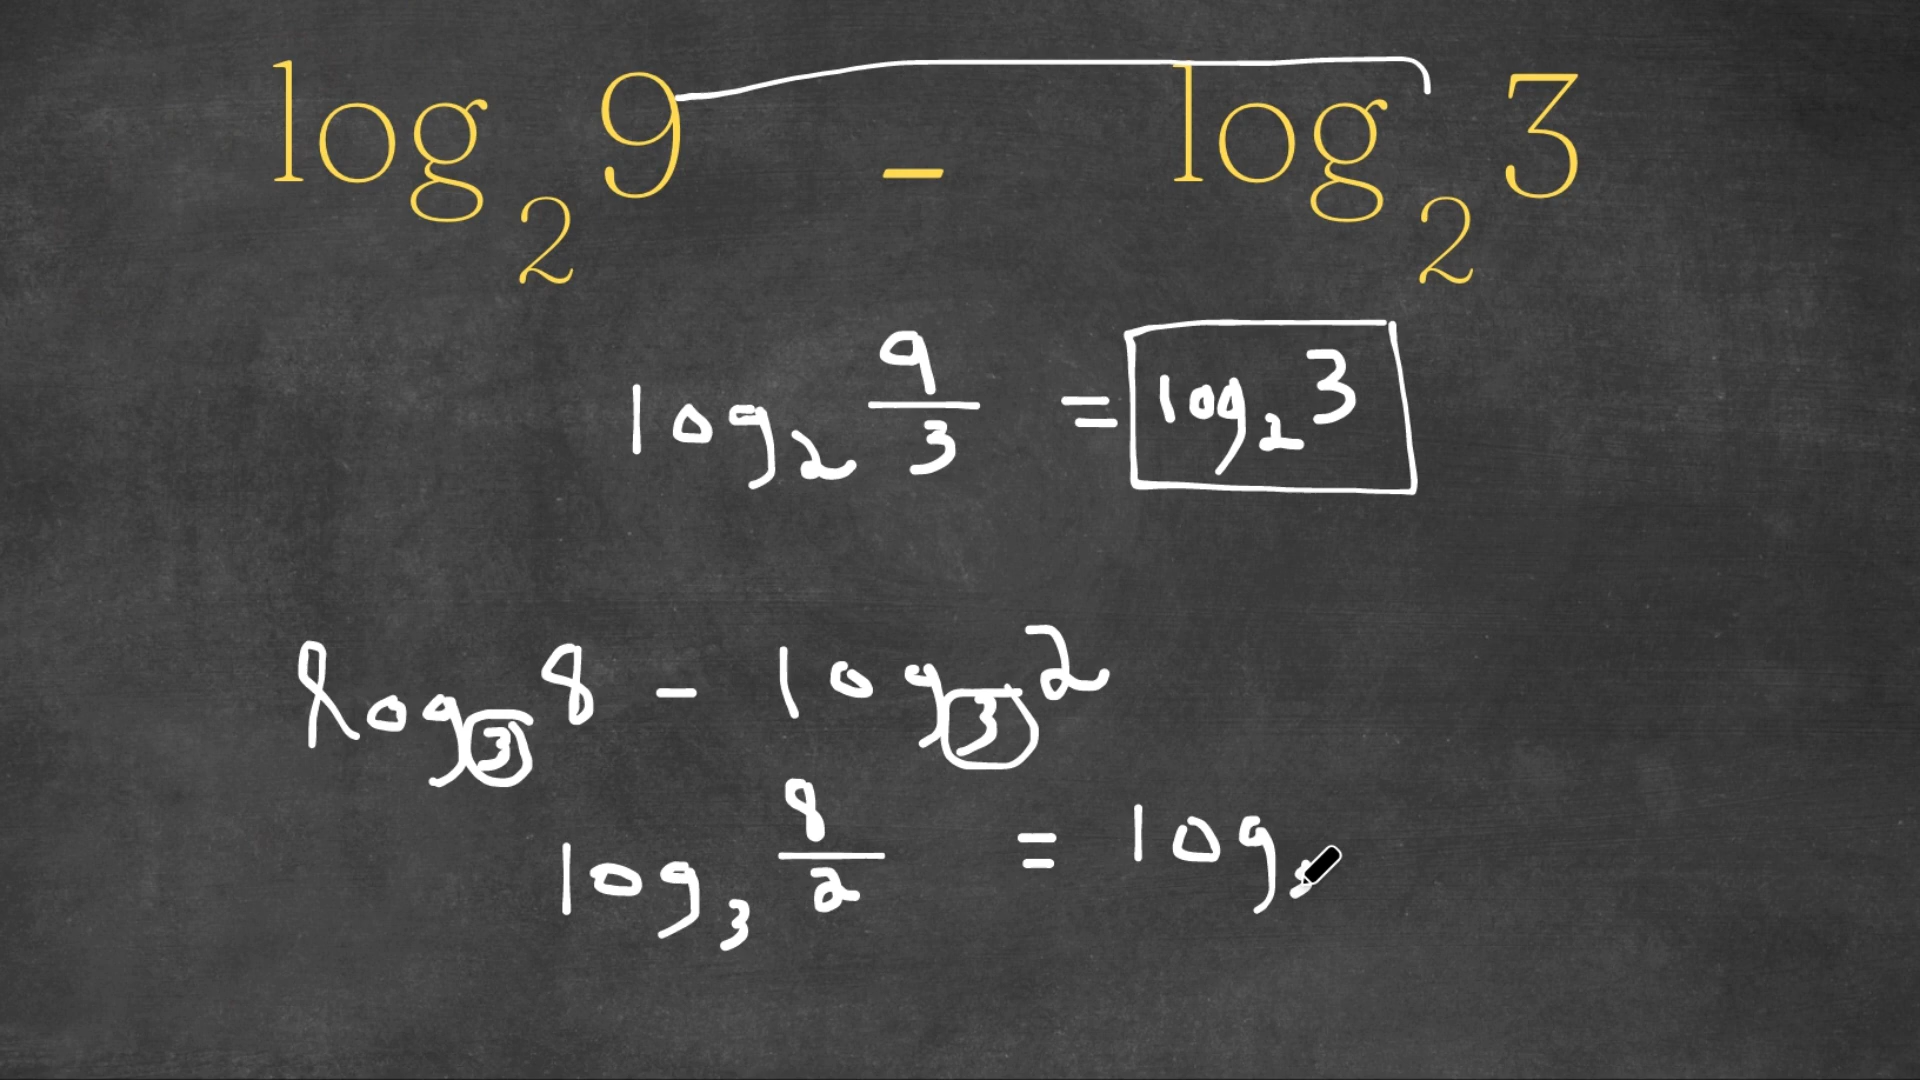 log₂9 - log₂3
log₂ 9/3 = log₂3
log₃8 - log₃2
log₃ 8/2 = log